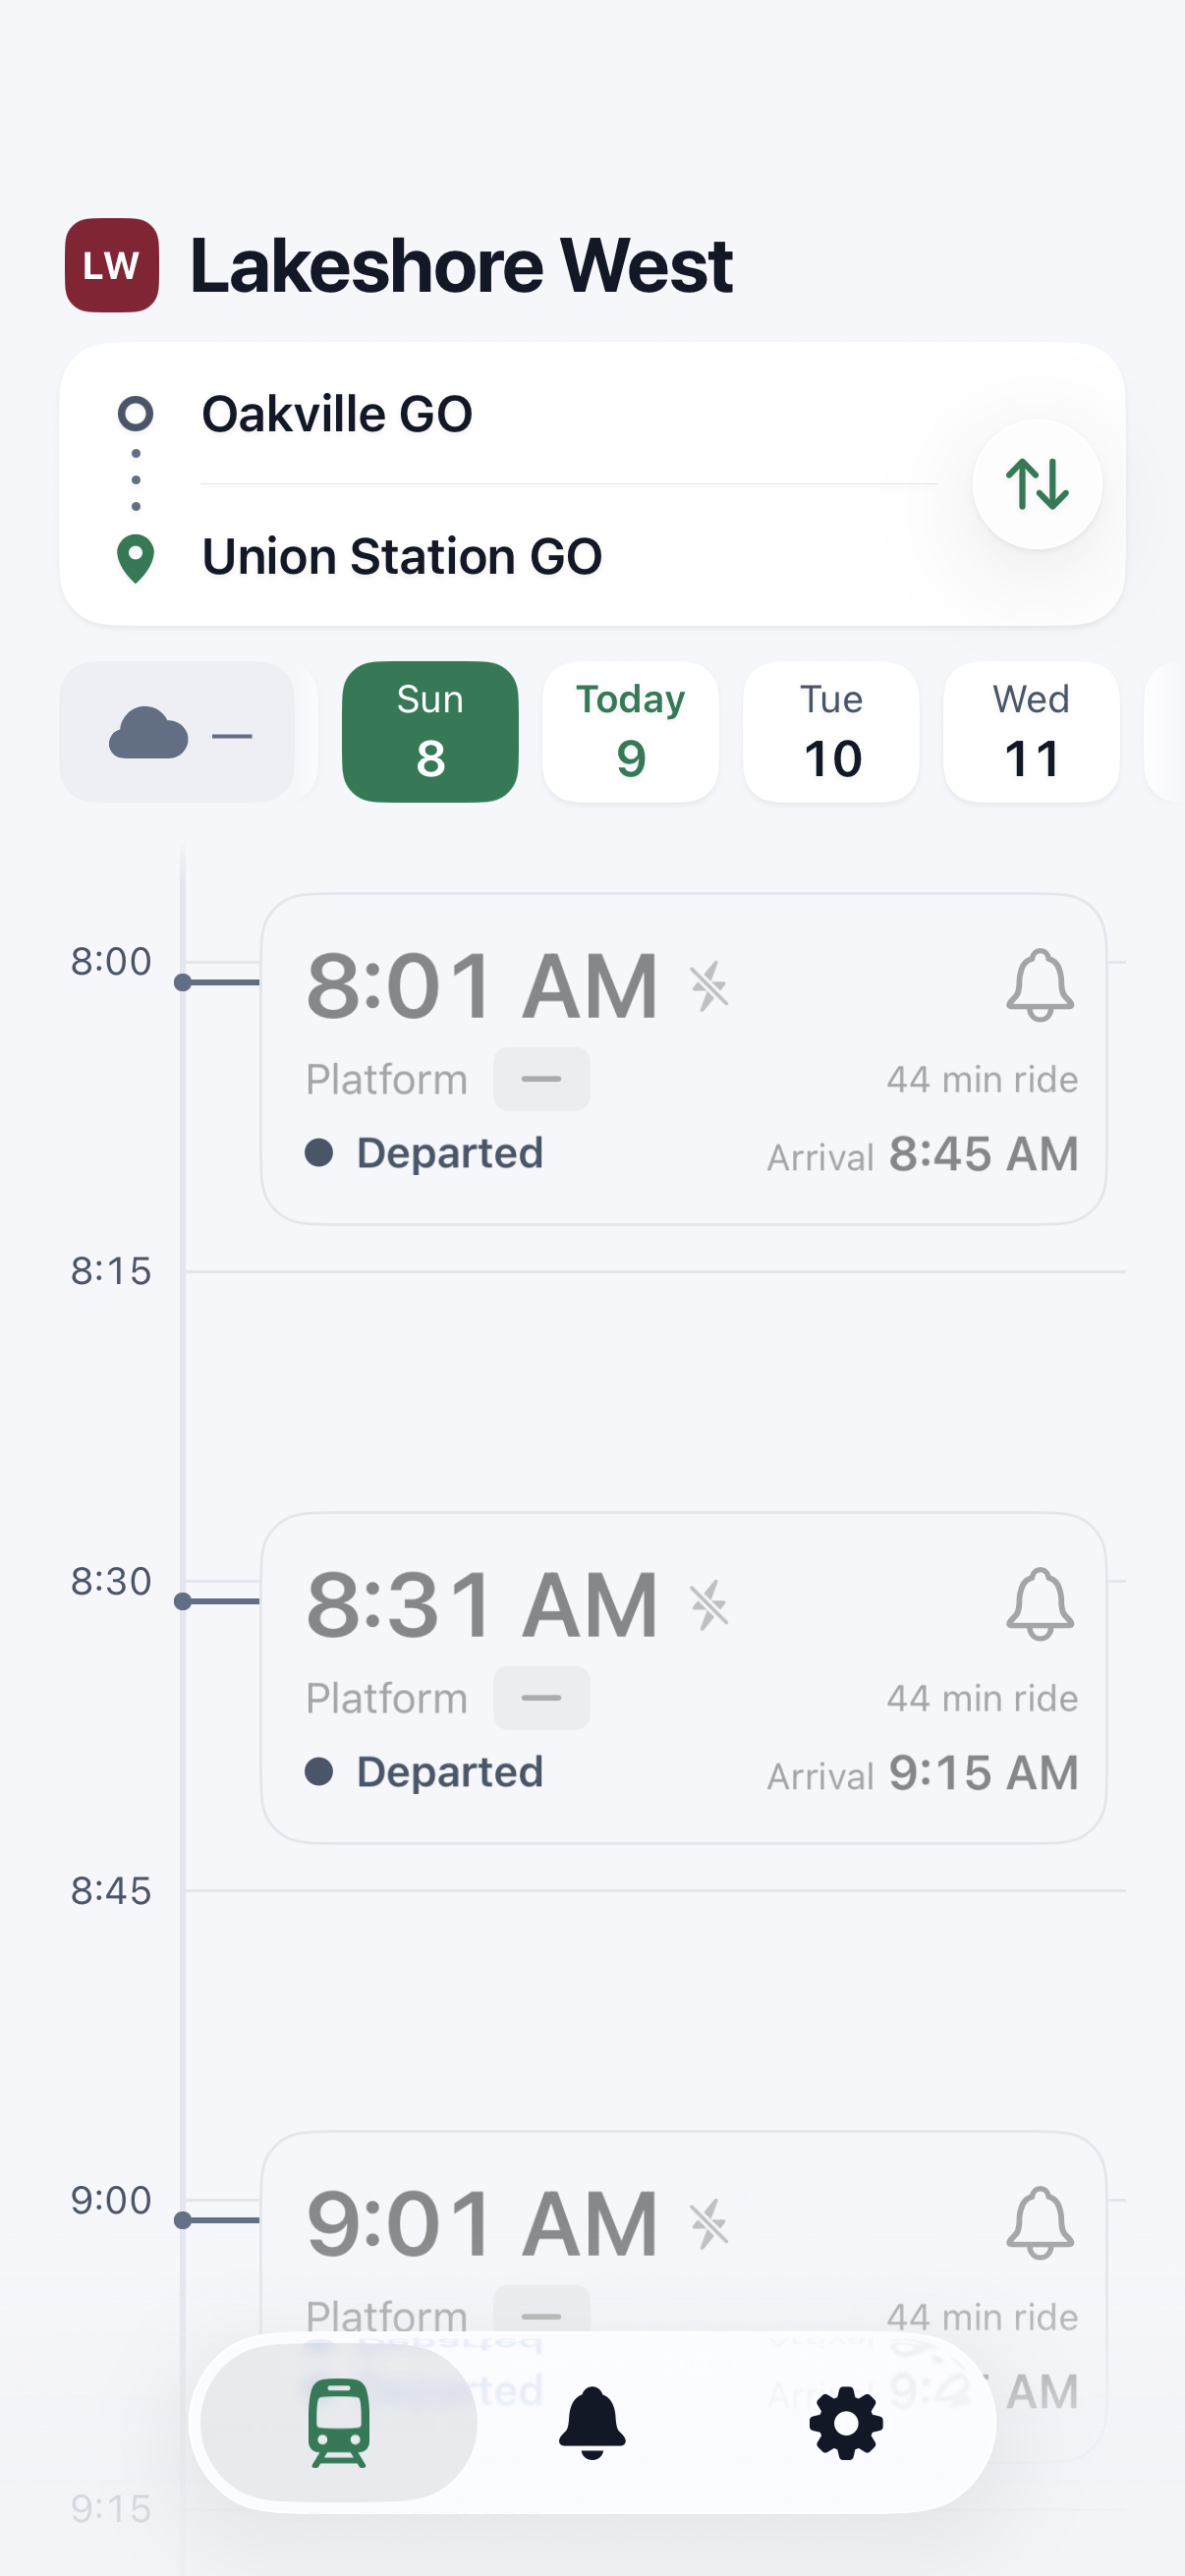 LW Lakeshore West
Oakville GO
Union Station GO
— Sun Today Tue Wed
8 9 10 11
8:00 8:01 AM
Platform — 44 min ride
Departed Arrival 8:45 AM
8:15
8:30 8:31 AM
Platform — 44 min ride
Departed Arrival 9:15 AM
8:45
9:00 9:01 AM
Platform — 44 min ride
Departed Arrival AM
9:15